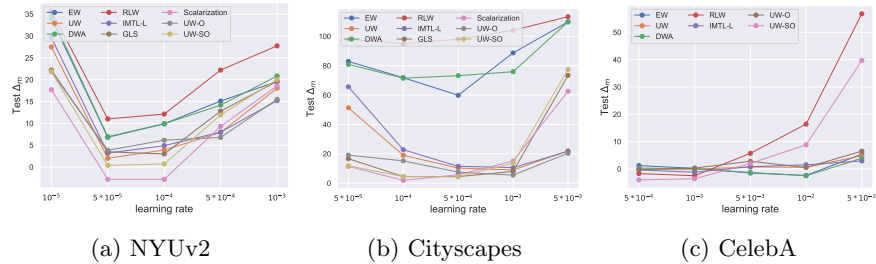 Test Δm
35
30
25
20
15
10
5
0
EW
UW
DWA
RLW
IMTL-L
GLS
Scalarization
UW-O
UW-SO
10⁻⁵
5 * 10⁻⁵
10⁻⁴
5 * 10⁻⁴
10⁻³
learning rate
(a) NYUv2
Test Δm
100
80
60
40
20
0
EW
UW
DWA
RLW
IMTL-L
GLS
Scalarization
UW-O
UW-SO
5 * 10⁻⁵
10⁻⁴
5 * 10⁻⁴
10⁻³
5 * 10⁻³
learning rate
(b) Cityscapes
Test Δm
50
40
30
20
10
0
EW
UW
DWA
RLW
IMTL-L
UW-O
UW-SO
5 * 10⁻⁴
10⁻³
5 * 10⁻³
10⁻²
5 * 10⁻²
learning rate
(c) CelebA